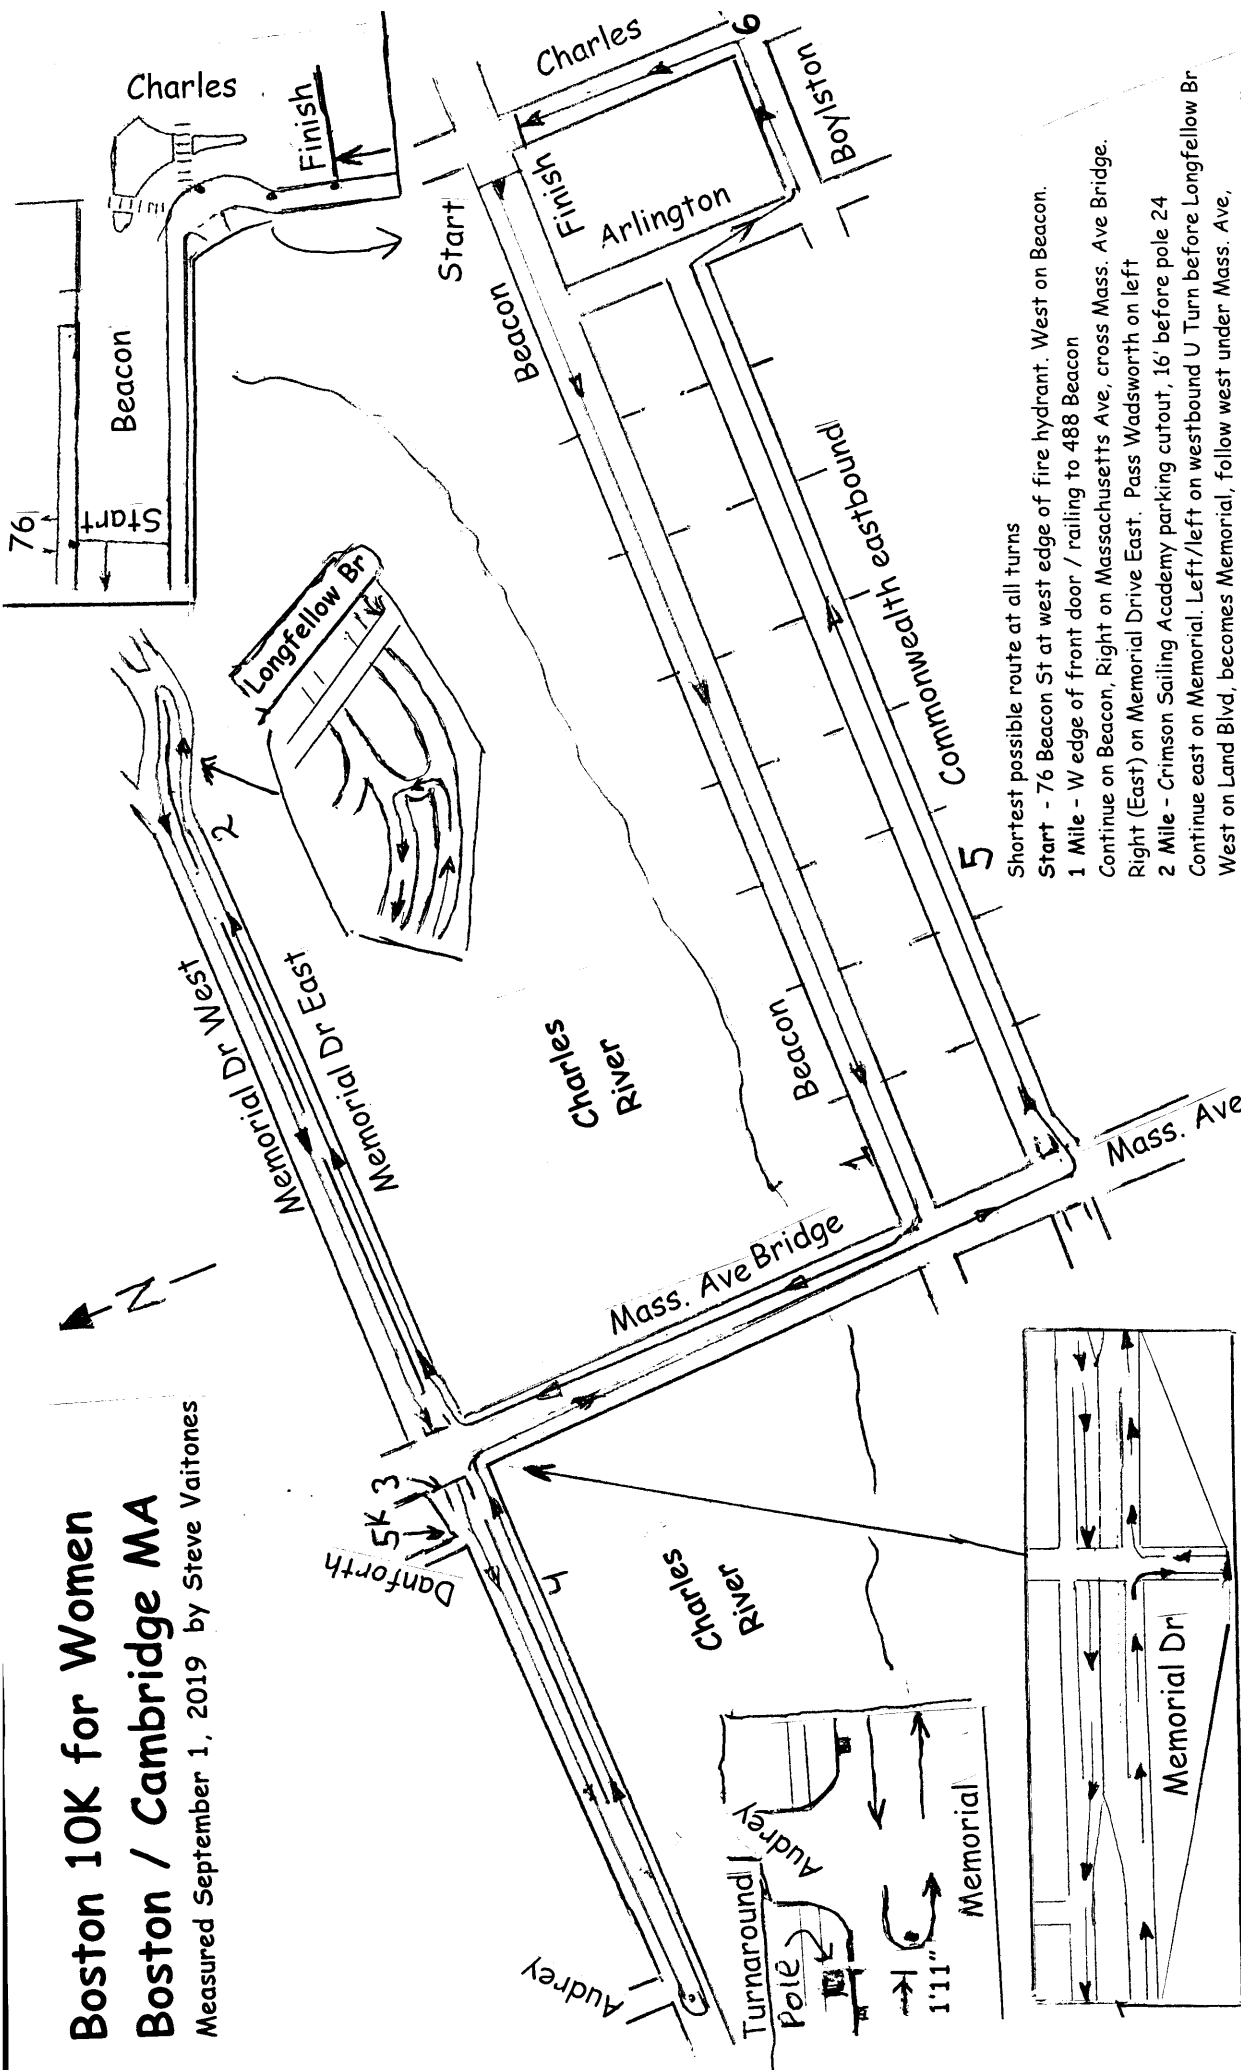 Boston 10K for Women
Boston / Cambridge MA
Measured September 1, 2019 by Steve Vaitones
N
Memorial Dr West
Memorial Dr East
2
Longfellow Br
76
Start
Beacon
Charles
Finish
Start
Charles
6
Finish
Arlington
Boylston
Beacon
Commonwealth eastbound
5
Charles
River
Beacon
1
Mass. Ave Bridge
Mass. Ave
3
5K
Danforth
4
Charles
River
Audrey
Turnaround
Pole
Audrey
1'11"
Memorial
Memorial Dr
Shortest possible route at all turns
Start - 76 Beacon St at west edge of fire hydrant. West on Beacon.
1 Mile - W edge of front door / railing to 488 Beacon
Continue on Beacon, Right on Massachusetts Ave, cross Mass. Ave Bridge.
Right (East) on Memorial Drive East. Pass Wadsworth on left
2 Mile - Crimson Sailing Academy parking cutout, 16' before pole 24
Continue east on Memorial. Left/left on westbound U Turn before Longfellow Br
West on Land Blvd, becomes Memorial, follow west under Mass. Ave,